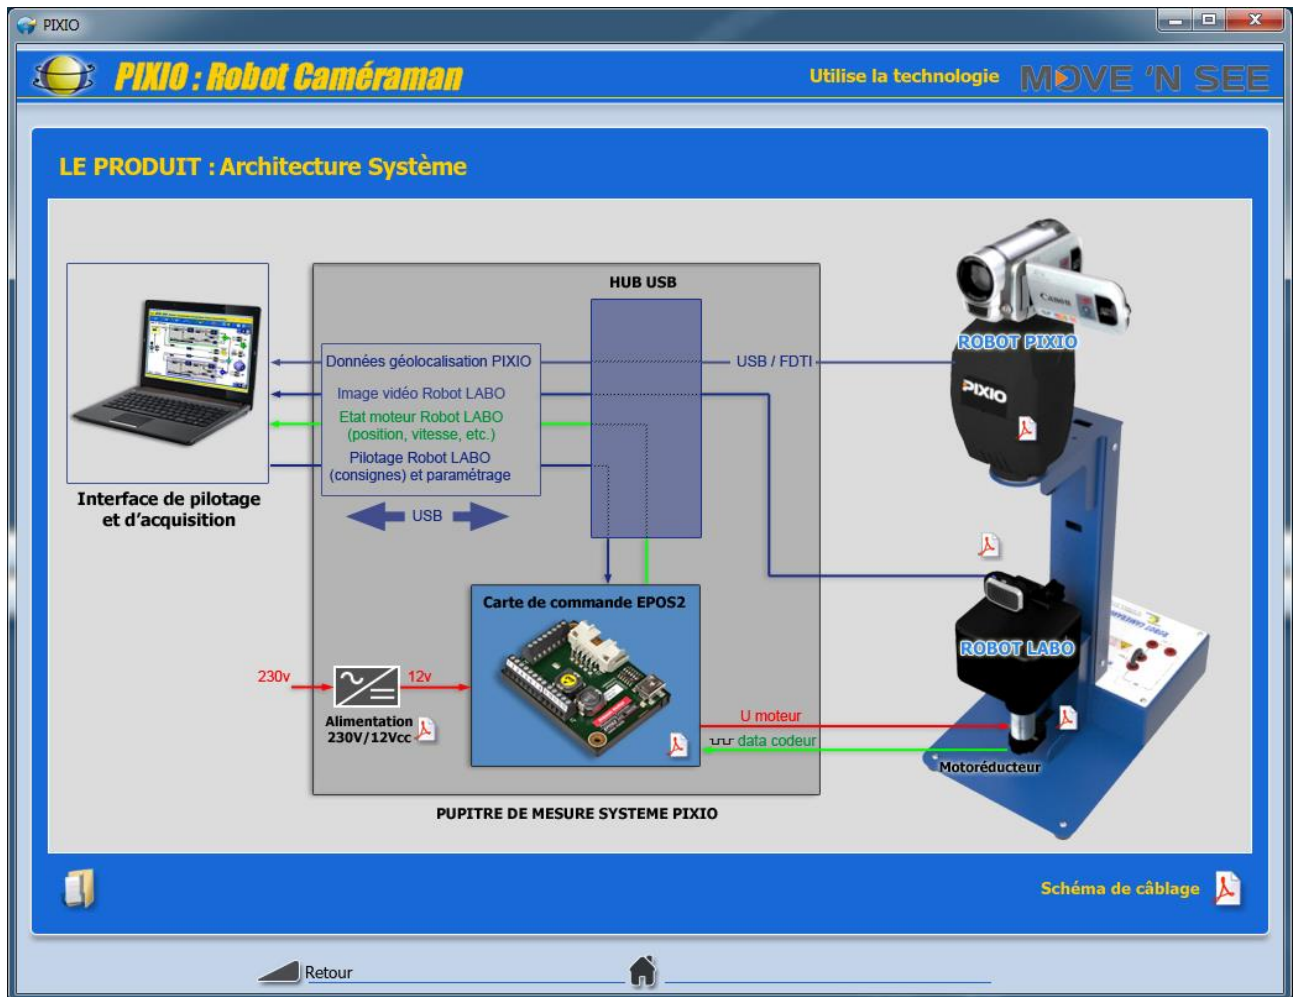 PIXIO
PIXIO : Robot Caméraman
Utilise la technologie MOVE 'N SEE
LE PRODUIT : Architecture Système
HUB USB
Données géolocalisation PIXIO
USB / FDTI
Image vidéo Robot LABO
Etat moteur Robot LABO
(position, vitesse, etc.)
Pilotage Robot LABO
(consignes) et paramétrage
USB
Interface de pilotage
et d'acquisition
Canon
ROBOT PIXIO
PIXIO
Carte de commande EPOS2
230v
12v
Alimentation
230V/12Vcc
U moteur
data codeur
ROBOT LABO
Motoréducteur
PUPITRE DE MESURE SYSTEME PIXIO
Schéma de câblage
Retour